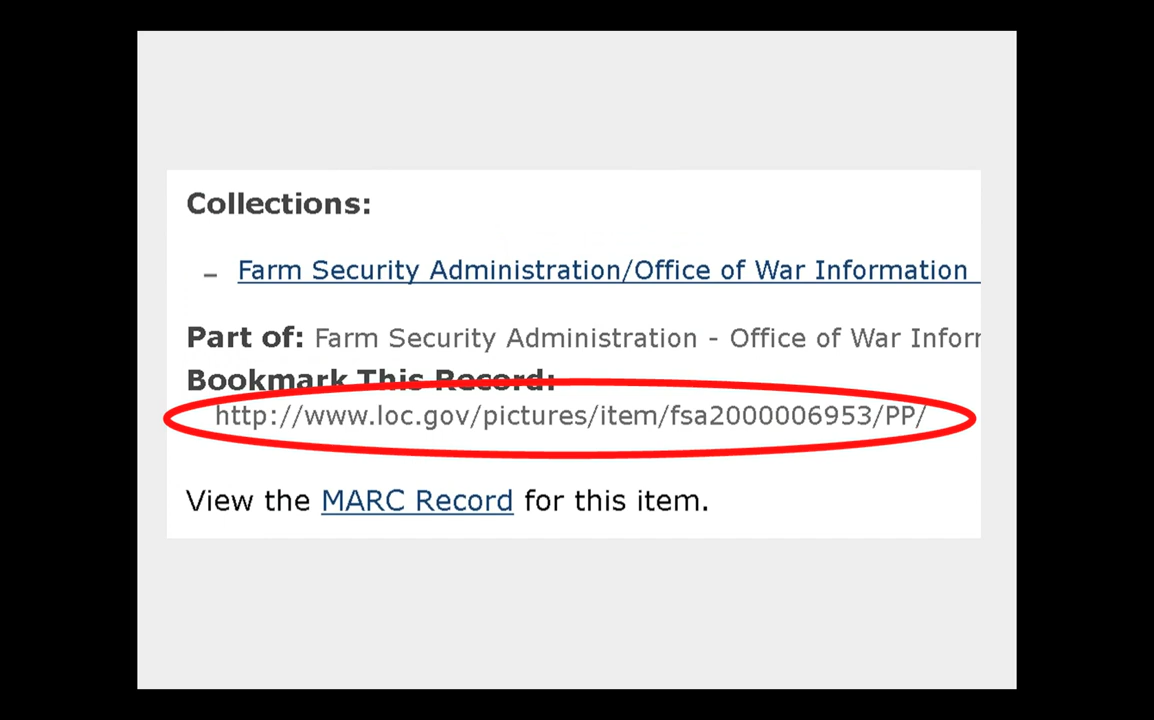 Collections:
– Farm Security Administration/Office of War Information
Part of: Farm Security Administration - Office of War
Bookmark This Record:
http://www.loc.gov/pictures/item/fsa2000006953/PP/
View the MARC Record for this item.